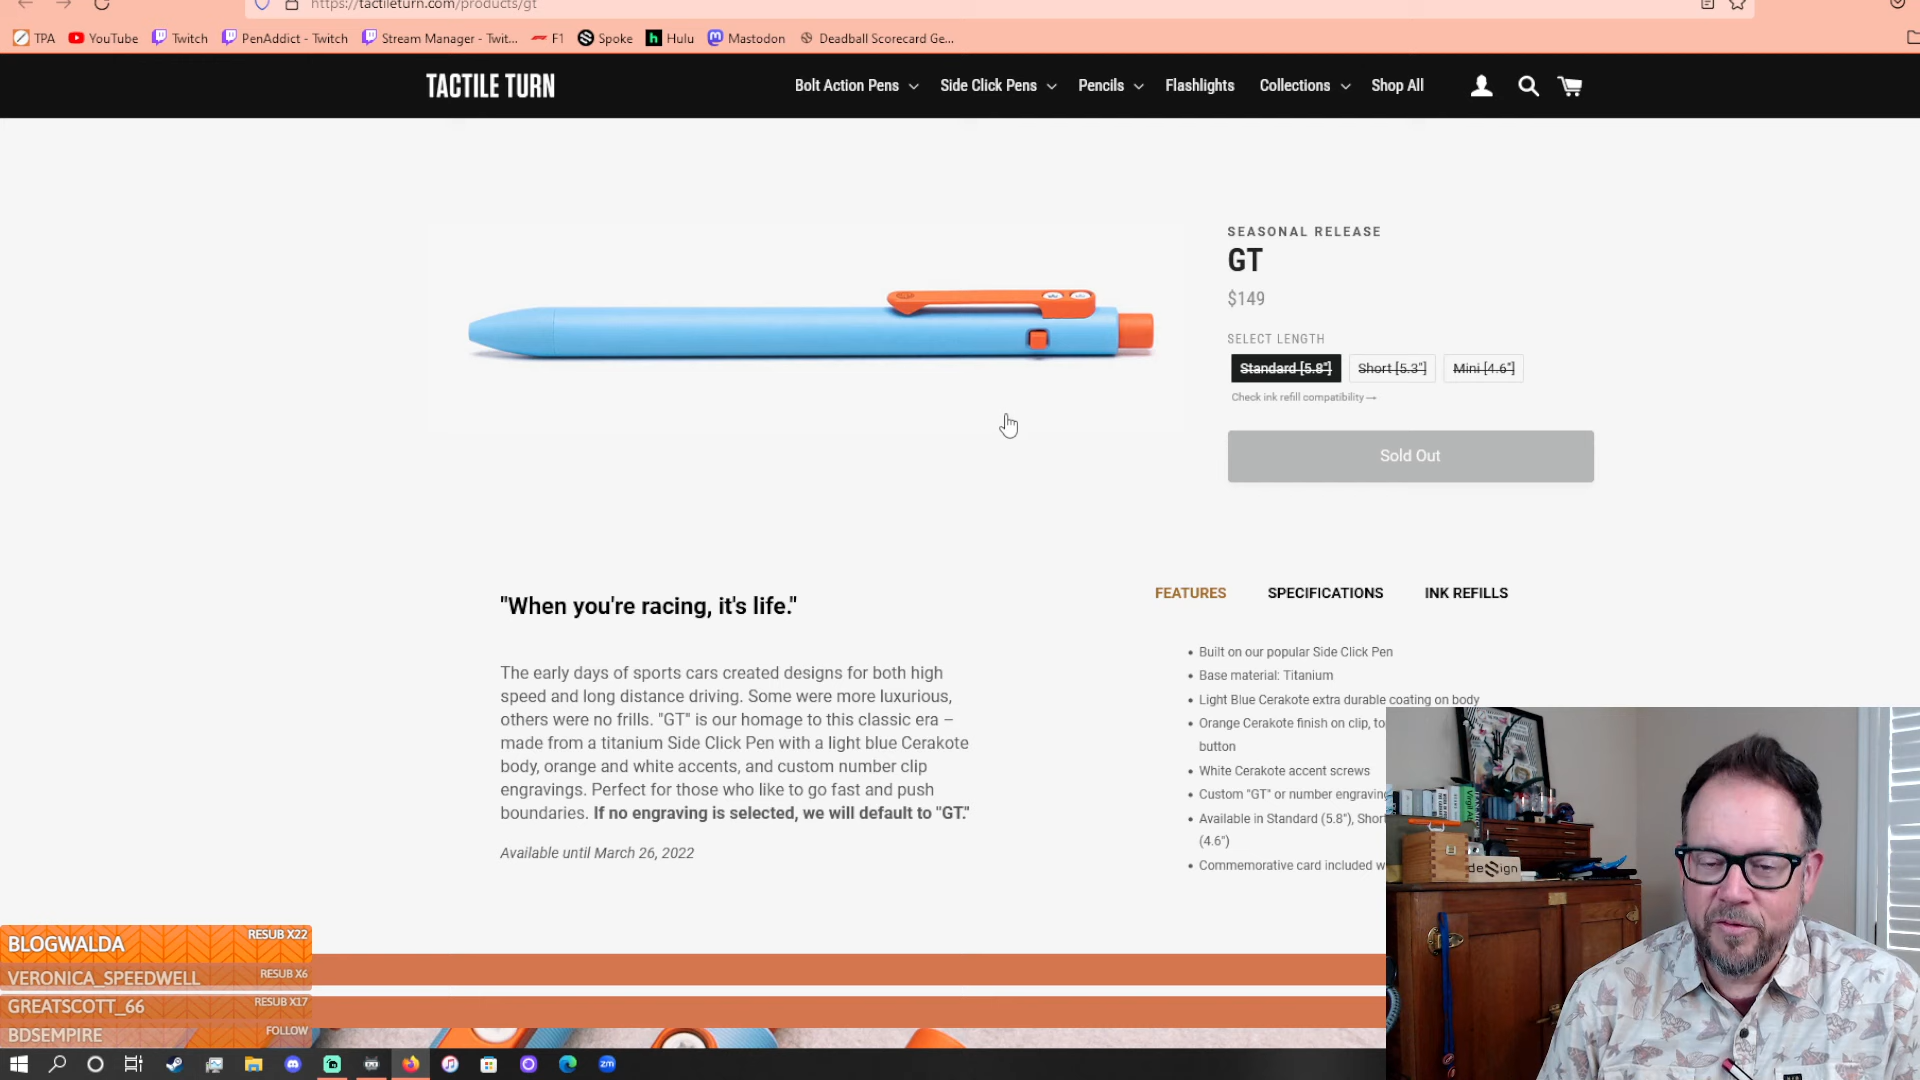 https://tactileturn.com/products/gt
TPA YouTube Twitch PenAddict - Twitch Stream Manager - Twit... F1 Spoke Hulu Mastodon Deadball Scorecard Ge...
TACTILE TURN Bolt Action Pens Side Click Pens Pencils Flashlights Collections Shop All
SEASONAL RELEASE
GT
$149
SELECT LENGTH
Standard [5.8"] Short [5.3"] Mini [4.6"]
Check ink refill compatibility →
Sold Out
"When you're racing, it's life."
The early days of sports cars created designs for both high
speed and long distance driving. Some were more luxurious,
others were no frills. "GT" is our homage to this classic era –
made from a titanium Side Click Pen with a light blue Cerakote
body, orange and white accents, and custom number clip
engravings. Perfect for those who like to go fast and push
boundaries. If no engraving is selected, we will default to "GT."
Available until March 26, 2022
FEATURES SPECIFICATIONS INK REFILLS
Built on our popular Side Click Pen
Base material: Titanium
Light Blue Cerakote extra durable coating on body
Orange Cerakote finish on clip, to
button
White Cerakote accent screws
Custom "GT" or number engraving
Available in Standard (5.8"), Short
(4.6")
Commemorative card included w
deSign
BLOGWALDA RESUB X22
VERONICA_SPEEDWELL RESUB X6
GREATSCOTT_66 RESUB X17
BDSEMPIRE FOLLOW
zm